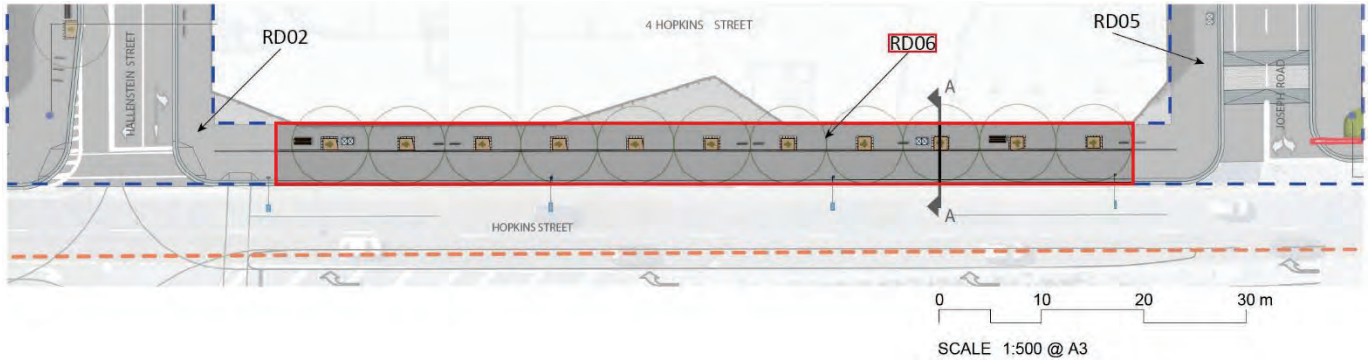 RD02
4 HOPKINS STREET
RD06
RD05
HALLENSTEIN STREET
JOSEPH ROAD
A
A
HOPKINS STREET
0 10 20 30 m
SCALE 1:500 @ A3